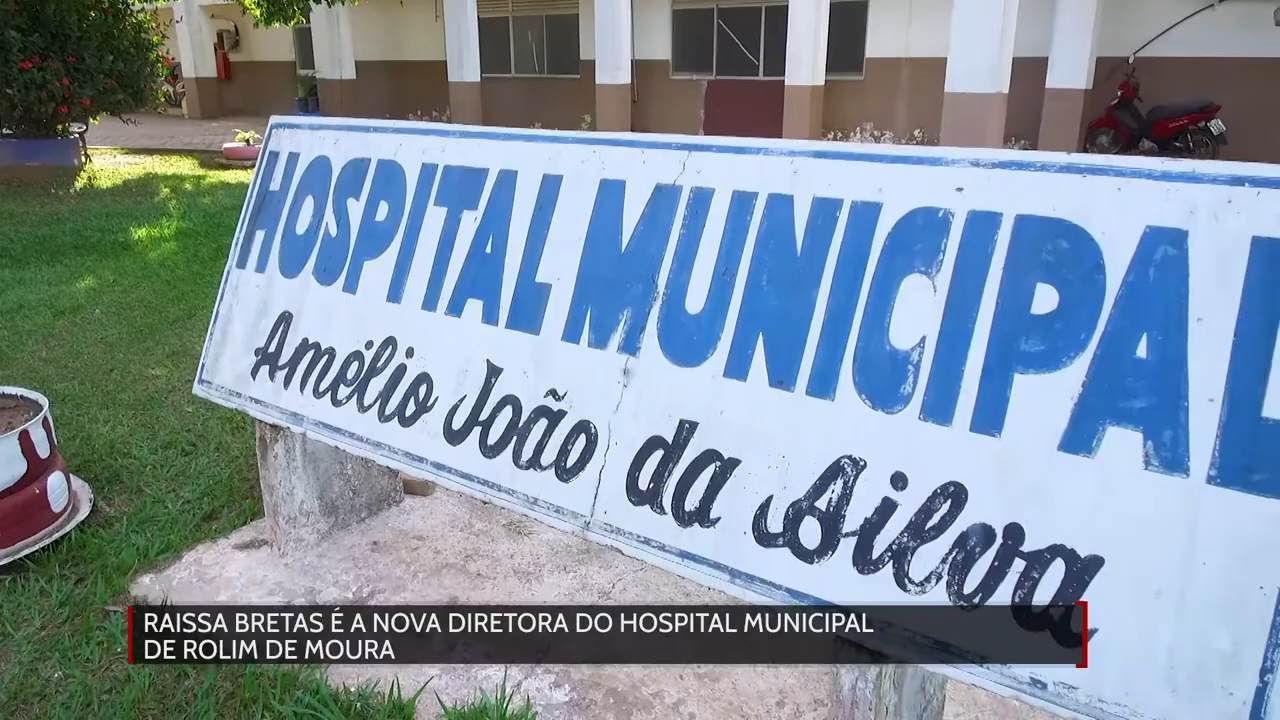 HOSPITAL MUNICIPAL
Amélio João da Silva
RAISSA BRETAS É A NOVA DIRETORA DO HOSPITAL MUNICIPAL
DE ROLIM DE MOURA